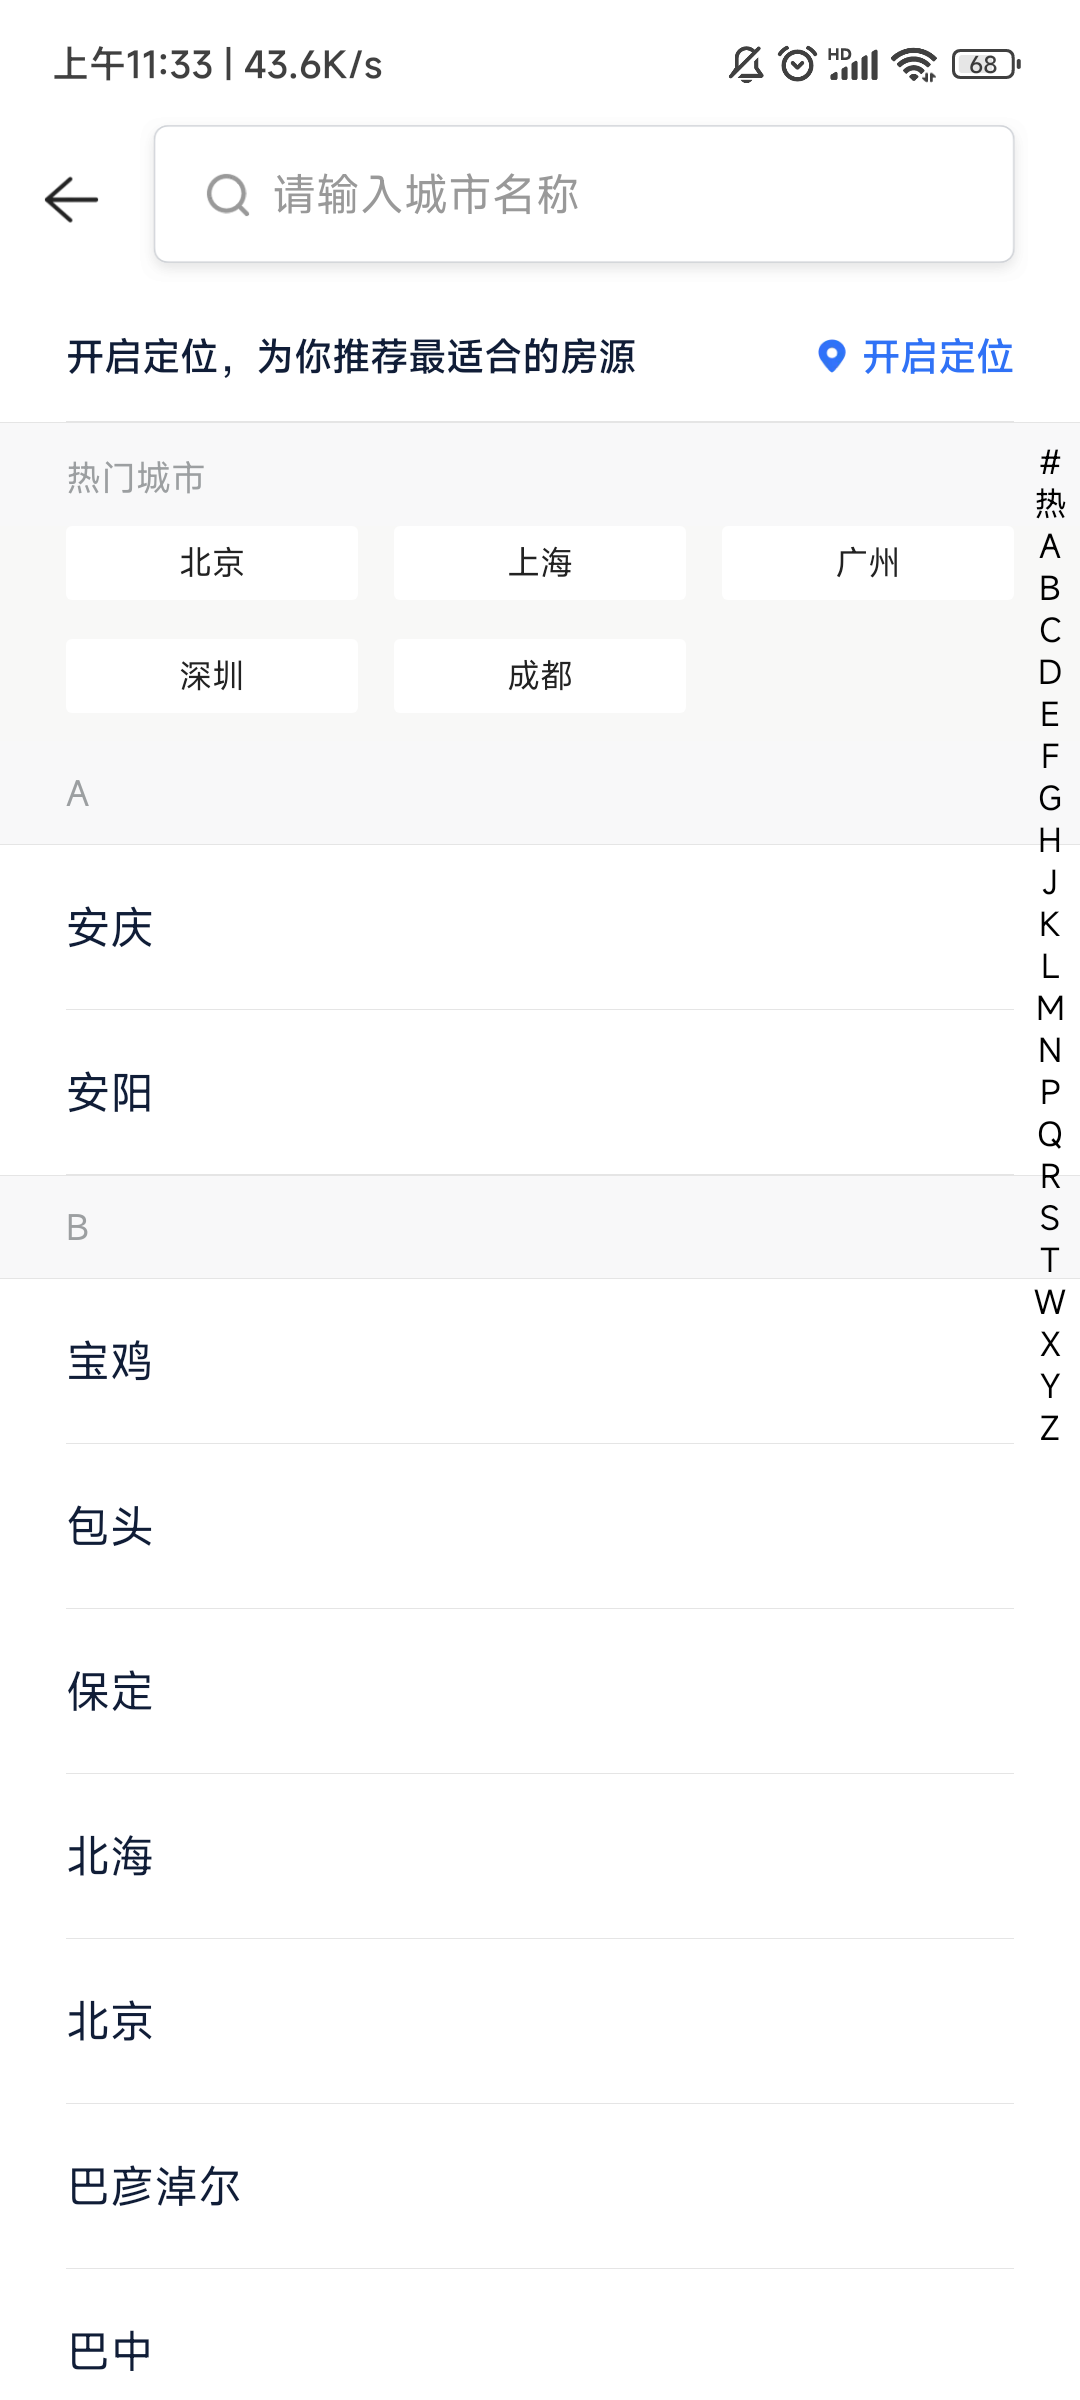 上午11:33 | 43.6K/s
HD
68
请输入城市名称
开启定位，为你推荐最适合的房源
开启定位
热门城市
北京
上海
广州
深圳
成都
A
安庆
安阳
B
宝鸡
包头
保定
北海
北京
巴彦淖尔
巴中
#
热
A
B
C
D
E
F
G
H
J
K
L
M
N
P
Q
R
S
T
W
X
Y
Z